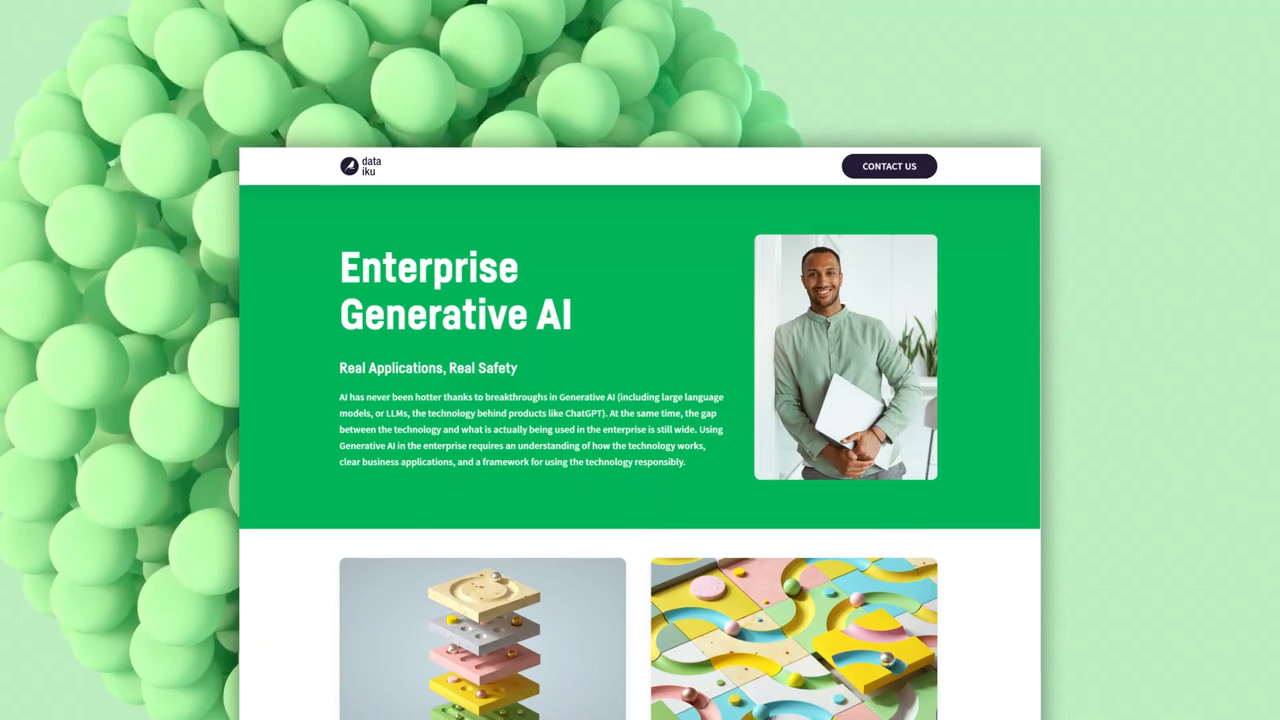 data
iku
CONTACT US
Enterprise
Generative AI
Real Applications, Real Safety
AI has never been hotter thanks to breakthroughs in Generative AI (including large language
models, or LLMs, the technology behind products like ChatGPT). At the same time, the gap
between the technology and what is actually being used in the enterprise is still wide. Using
Generative AI in the enterprise requires an understanding of how the technology works,
clear business applications, and a framework for using the technology responsibly.